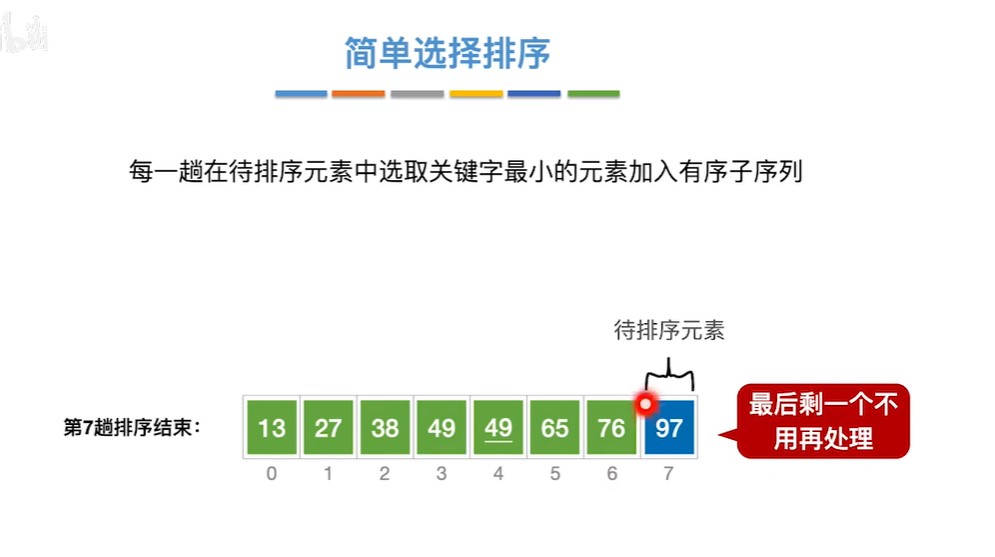 简单选择排序
每一趟在待排序元素中选取关键字最小的元素加入有序子序列
待排序元素
第7趟排序结束：
13 27 38 49 49 65 76 97
0 1 2 3 4 5 6 7
最后剩一个不
用再处理